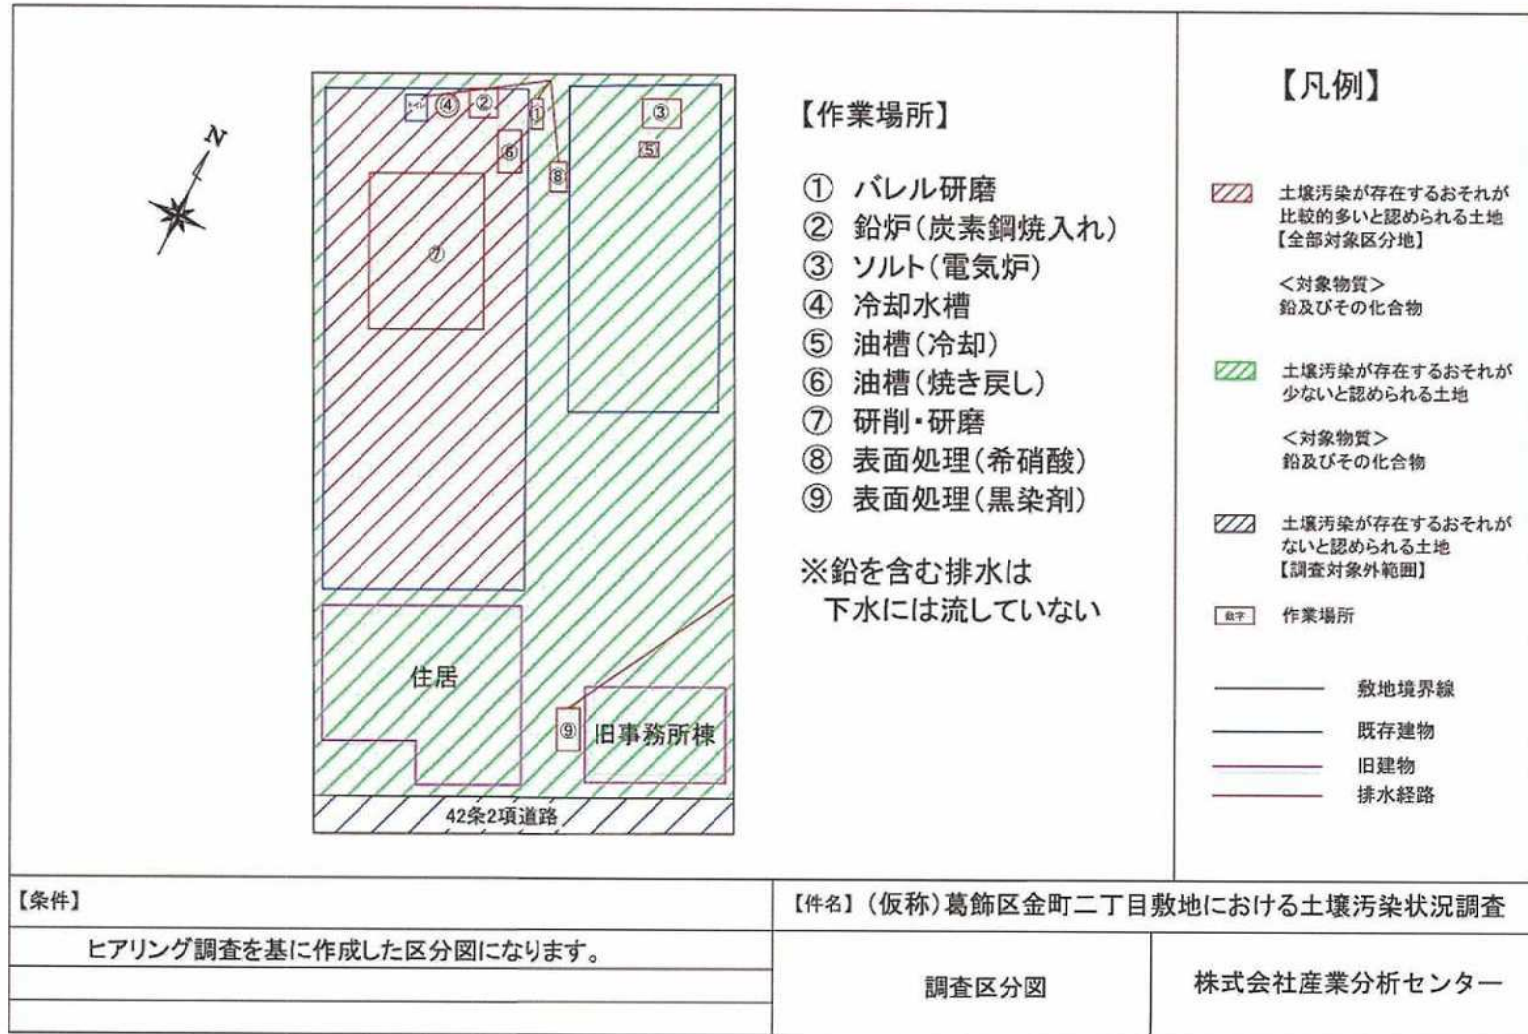 N
トイレ
④
②
①
③
⑥
⑤
⑧
⑦
住居
⑨
旧事務所棟
42条2項道路
【作業場所】
① バレル研磨
② 鉛炉(炭素鋼焼入れ)
③ ソルト(電気炉)
④ 冷却水槽
⑤ 油槽(冷却)
⑥ 油槽(焼き戻し)
⑦ 研削・研磨
⑧ 表面処理(希硝酸)
⑨ 表面処理(黒染剤)
※鉛を含む排水は
下水には流していない
【凡例】
土壌汚染が存在するおそれが
比較的多いと認められる土地
【全部対象区分地】
<対象物質>
鉛及びその化合物
土壌汚染が存在するおそれが
少ないと認められる土地
<対象物質>
鉛及びその化合物
土壌汚染が存在するおそれが
ないと認められる土地
【調査対象外範囲】
数字 作業場所
敷地境界線
既存建物
旧建物
排水経路
【条件】
ヒアリング調査を基に作成した区分図になります。
【件名】(仮称)葛飾区金町二丁目敷地における土壌汚染状況調査
調査区分図
株式会社産業分析センター